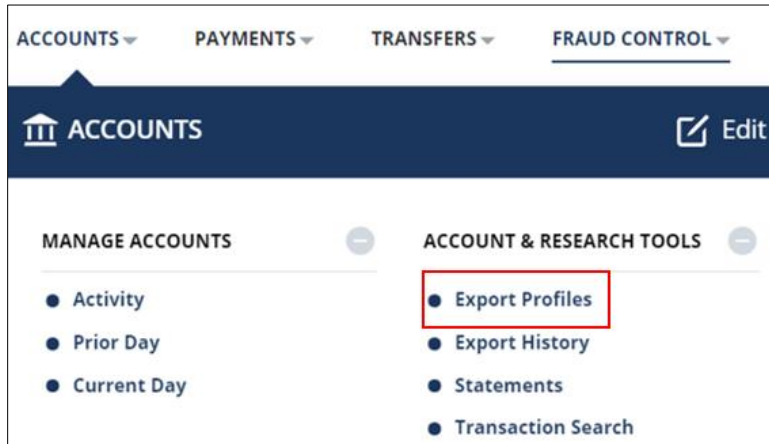 ACCOUNTS PAYMENTS TRANSFERS FRAUD CONTROL
ACCOUNTS Edit
MANAGE ACCOUNTS
Activity
Prior Day
Current Day
ACCOUNT & RESEARCH TOOLS
Export Profiles
Export History
Statements
Transaction Search